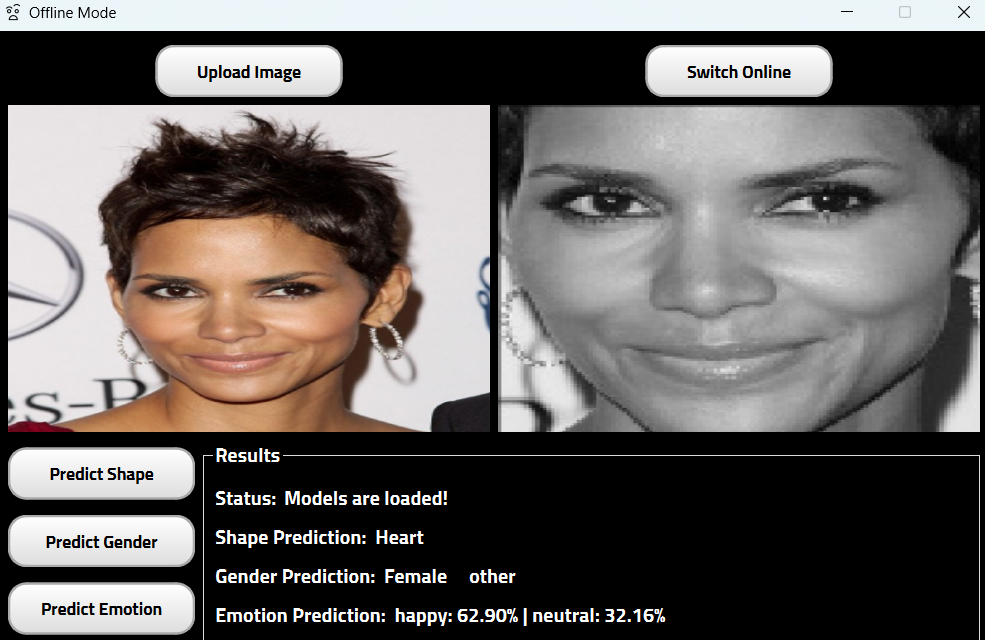 Offline Mode
Upload Image
Switch Online
es-B
Predict Shape
Predict Gender
Predict Emotion
Results
Status: Models are loaded!
Shape Prediction: Heart
Gender Prediction: Female other
Emotion Prediction: happy: 62.90% | neutral: 32.16%